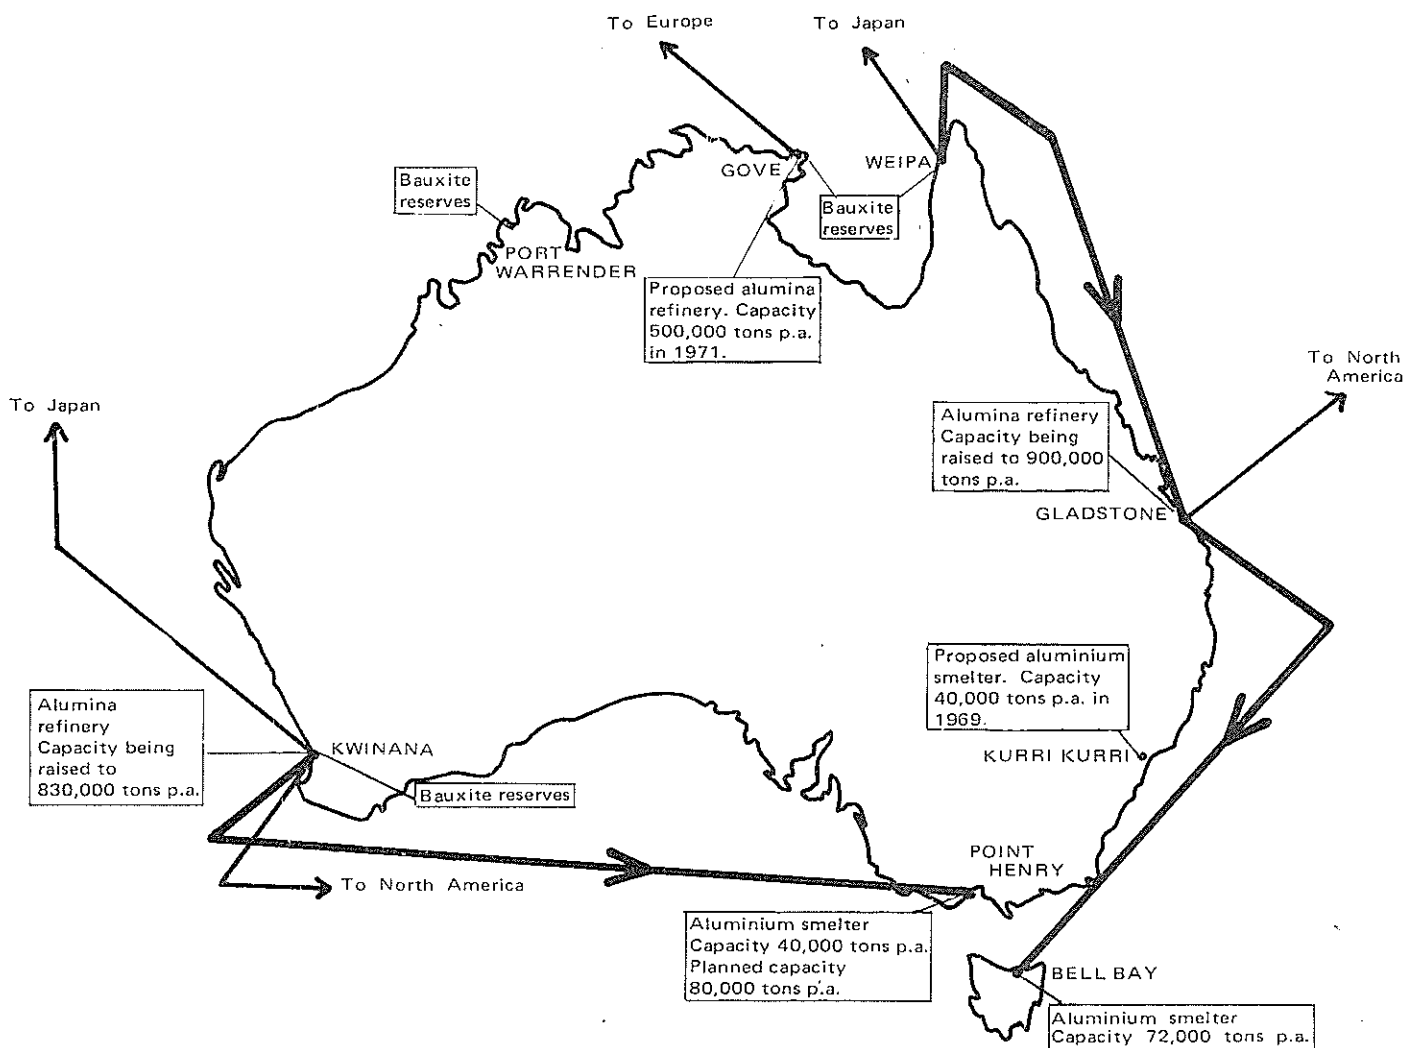 To Europe
To Japan
GOVE
WEIPA
Bauxite
reserves
Bauxite
reserves
PORT
WARRENDER
Proposed alumina
refinery. Capacity
500,000 tons p.a.
in 1971.
To North
America
To Japan
Alumina refinery
Capacity being
raised to 900,000
tons p.a.
GLADSTONE
Proposed aluminium
smelter. Capacity
40,000 tons p.a. in
1969.
KURRI KURRI
Alumina
refinery
Capacity being
raised to
830,000 tons p.a.
KWINANA
Bauxite reserves
To North America
POINT
HENRY
Aluminium smelter
Capacity 40,000 tons p.a.
Planned capacity
80,000 tons p.a.
BELL BAY
Aluminium smelter
Capacity 72,000 tons p.a.